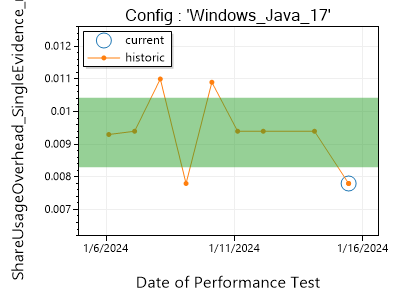 Config : 'Windows_Java_17'
ShareUsageOverhead_SingleEvidence_
current
historic
0.012
0.011
0.01
0.009
0.008
0.007
1/6/2024
1/11/2024
1/16/2024
Date of Performance Test